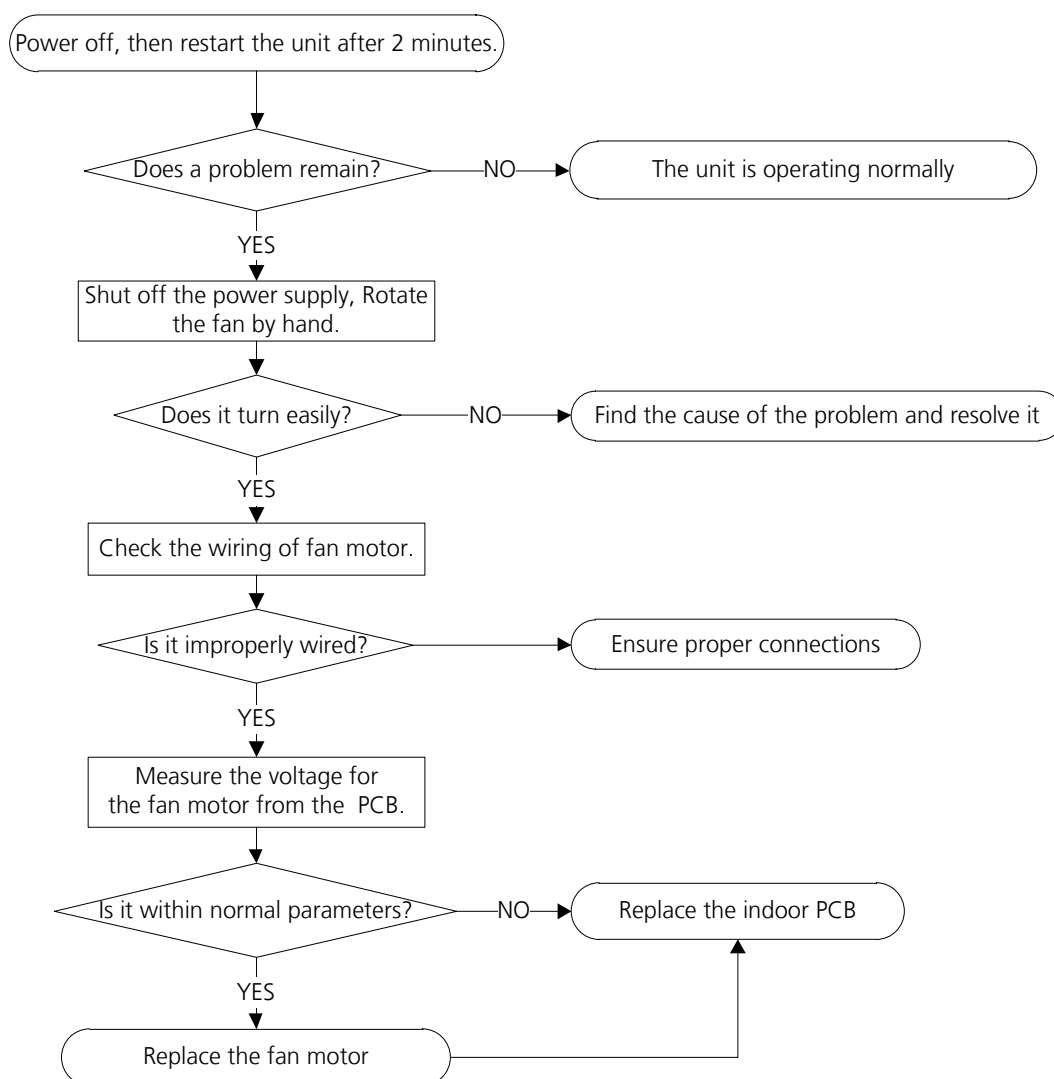 Power off, then restart the unit after 2 minutes.
Does a problem remain?
NO
The unit is operating normally
YES
Shut off the power supply, Rotate
the fan by hand.
Does it turn easily?
NO
Find the cause of the problem and resolve it
YES
Check the wiring of fan motor.
Is it improperly wired?
Ensure proper connections
YES
Measure the voltage for
the fan motor from the PCB.
Is it within normal parameters?
NO
Replace the indoor PCB
YES
Replace the fan motor